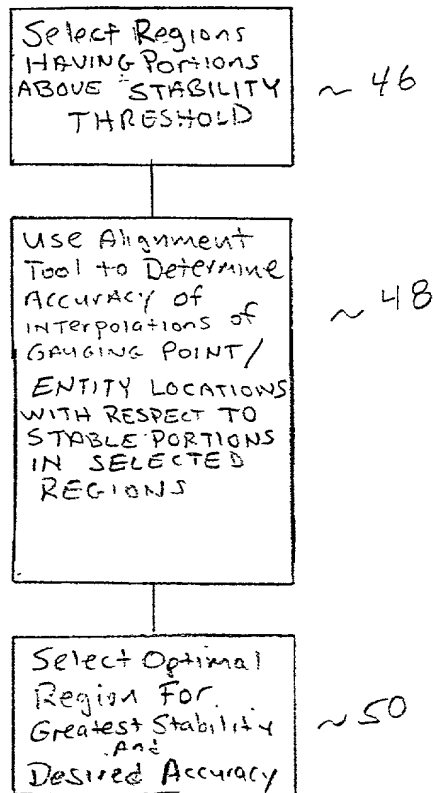 Select Regions
HAVING Portions
ABOVE STABILITY
THRESHOLD
~ 46
Use Alignment
Tool to Determine
Accuracy of
INTERPOLATIONS of
GAUGING POINT/
ENTITY LOCATIONS
WITH RESPECT TO
STABLE PORTIONS
IN SELECTED
REGIONS
~ 48
Select Optimal
Region For
Greatest Stability
And
Desired Accuracy
~ 50